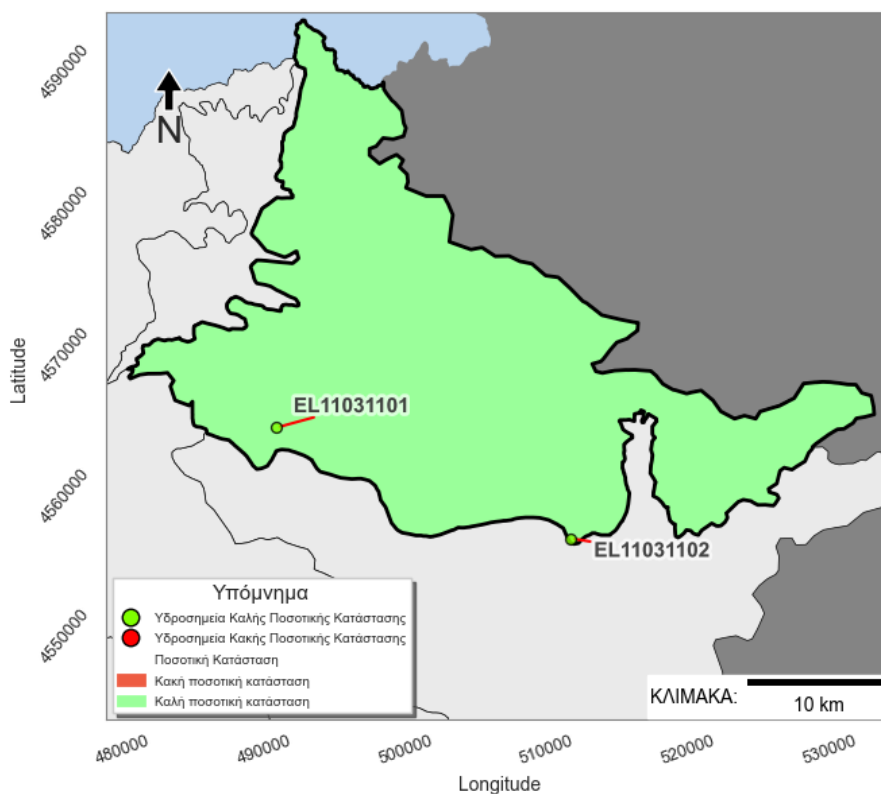 4590000
4580000
4570000
4560000
4550000
Latitude
N
EL11031101
EL11031102
Υπόμνημα
Υδροσημεία Καλής Ποσοτικής Κατάστασης
Υδροσημεία Κακής Ποσοτικής Κατάστασης
Ποσοτική Κατάσταση
Κακή ποσοτική κατάσταση
Καλή ποσοτική κατάσταση
ΚΛΙΜΑΚΑ:
10 km
480000
490000
500000
510000
520000
530000
Longitude